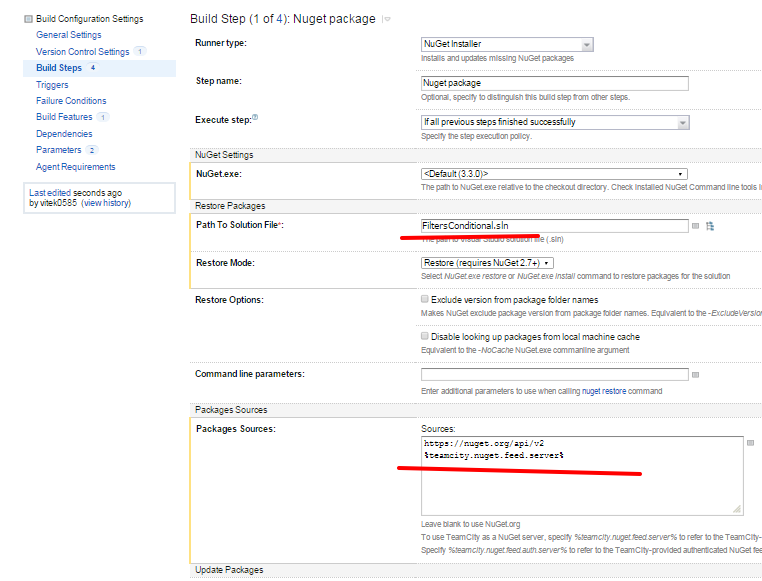 Build Configuration Settings
General Settings
Version Control Settings 1
Build Steps 4
Triggers
Failure Conditions
Build Features 1
Dependencies
Parameters 2
Agent Requirements
Last edited seconds ago
by vitek0585 (view history)
Build Step (1 of 4): Nuget package
Runner type:
NuGet Installer
Installs and updates missing NuGet packages
Step name:
Nuget package
Optional, specify to distinguish this build step from other steps.
Execute step:
If all previous steps finished successfully
Specify the step execution policy.
NuGet Settings
NuGet.exe:
<Default (3.3.0)>
The path to NuGet.exe relative to the checkout directory. Check installed NuGet Command line tools i
Restore Packages
Path To Solution File*:
FiltersConditional.sln
The path to Visual Studio solution file (.sln)
Restore Mode:
Restore (requires NuGet 2.7+)
Select NuGet.exe restore or NuGet.exe install command to restore packages for the solution
Restore Options:
Exclude version from package folder names
Makes NuGet exclude package version from package folder names. Equivalent to the -ExcludeVersion
Disable looking up packages from local machine cache
Equivalent to the -NoCache NuGet.exe commanline argument
Command line parameters:
Enter additional parameters to use when calling nuget restore command
Packages Sources
Packages Sources:
Sources:
https://nuget.org/api/v2
%teamcity.nuget.feed.server%
Leave blank to use NuGet.org
To use TeamCity as a NuGet server, specify %teamcity.nuget.feed.server% to refer to the TeamCity-
Specify %teamcity.nuget.feed.auth.server% to refer to the TeamCity-provided authenticated NuGet fee
Update Packages